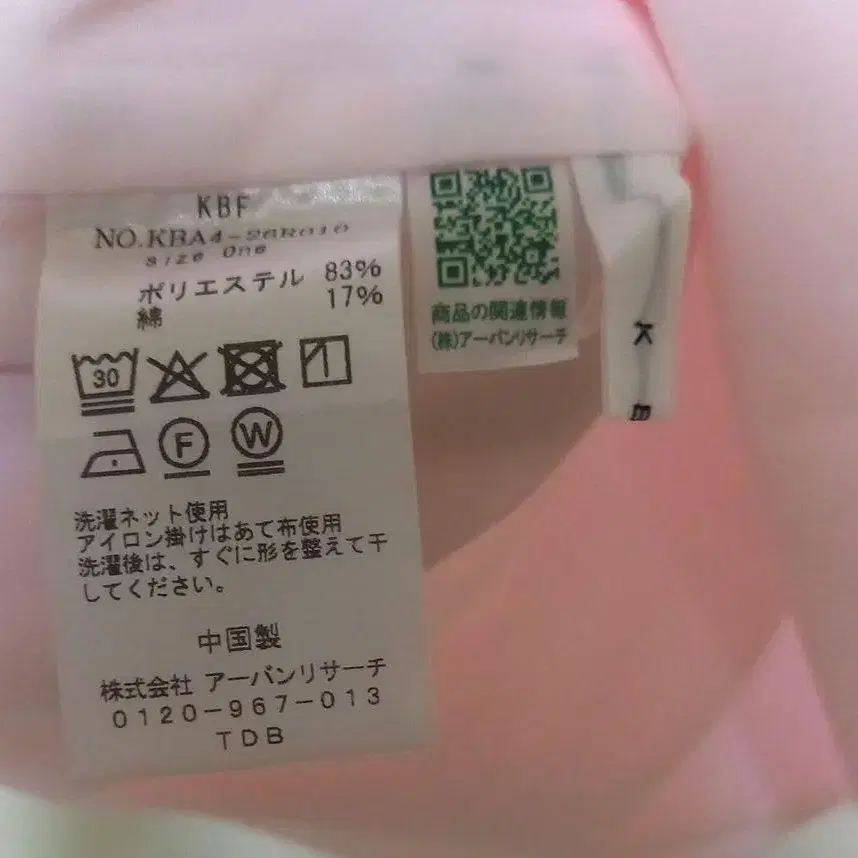 KBF
NO.KBA4-26R010
Size One
ポリエステル 83%
綿 17%
30
F
W
洗濯ネット使用
アイロン掛けはあて布使用
洗濯後は、すぐに形を整えて干
してください。
中国製
株式会社 アーバンリサーチ
0120-967-013
TDB
商品の関連情報
(株)アーバンリサーチ
K
B